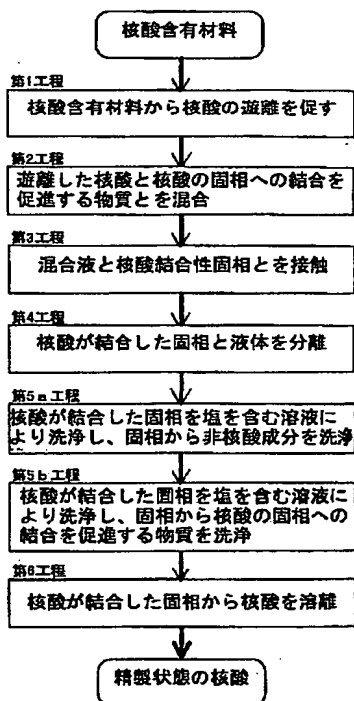 核酸含有材料
第1工程
核酸含有材料から核酸の遊離を促す
第2工程
遊離した核酸と核酸の固相への結合を
促進する物質とを混合
第3工程
混合液と核酸結合性固相とを接触
第4工程
核酸が結合した固相と液体を分離
第5a工程
核酸が結合した固相を塩を含む溶液に
より洗浄し、固相から非核酸成分を洗浄
第5b工程
核酸が結合した固相を塩を含む溶液に
より洗浄し、固相から核酸の固相への
結合を促進する物質を洗浄
第6工程
核酸が結合した固相から核酸を溶離
精製状態の核酸